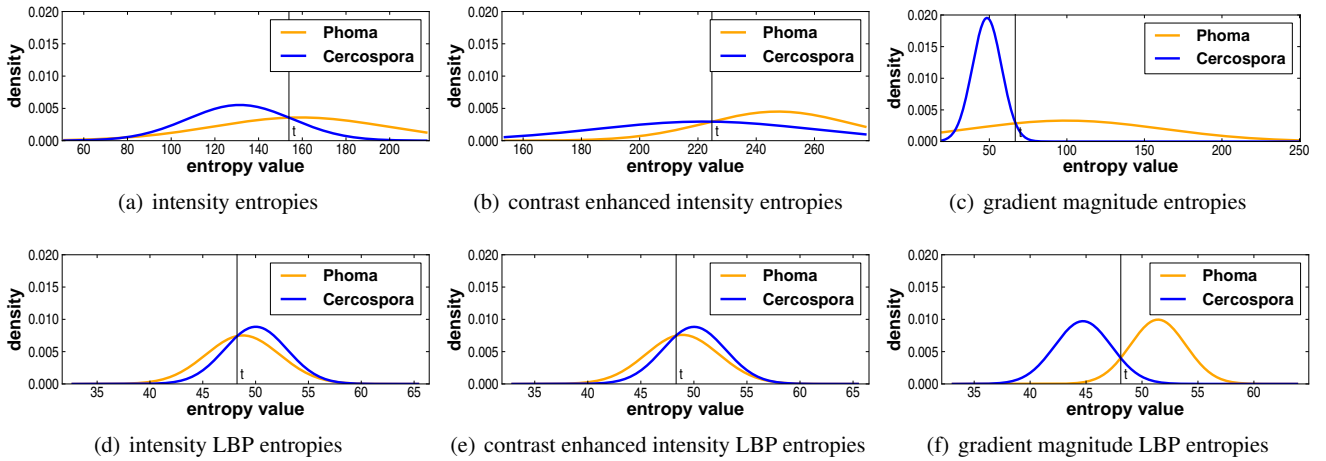 0.020
0.015
0.010
0.005
0.000
density
Phoma
Cercospora
t
60 80 100 120 140 160 180 200
entropy value
(a) intensity entropies
0.020
0.015
0.010
0.005
0.000
density
Phoma
Cercospora
t
160 180 200 220 240 260
entropy value
(b) contrast enhanced intensity entropies
0.020
0.015
0.010
0.005
0.000
density
Phoma
Cercospora
t
50 100 150 200 250
entropy value
(c) gradient magnitude entropies
0.020
0.015
0.010
0.005
0.000
density
Phoma
Cercospora
t
35 40 45 50 55 60 65
entropy value
(d) intensity LBP entropies
0.020
0.015
0.010
0.005
0.000
density
Phoma
Cercospora
t
35 40 45 50 55 60 65
entropy value
(e) contrast enhanced intensity LBP entropies
0.020
0.015
0.010
0.005
0.000
density
Phoma
Cercospora
t
35 40 45 50 55 60
entropy value
(f) gradient magnitude LBP entropies